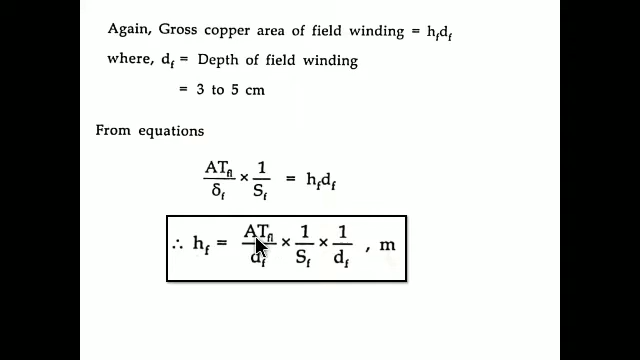 Again, Gross copper area of field winding = h_f d_f
where, d_f = Depth of field winding
= 3 to 5 cm
From equations
AT_fl / δ_f × 1 / S_f = h_f d_f
∴ h_f = AT_fl / d_f × 1 / S_f × 1 / d_f , m